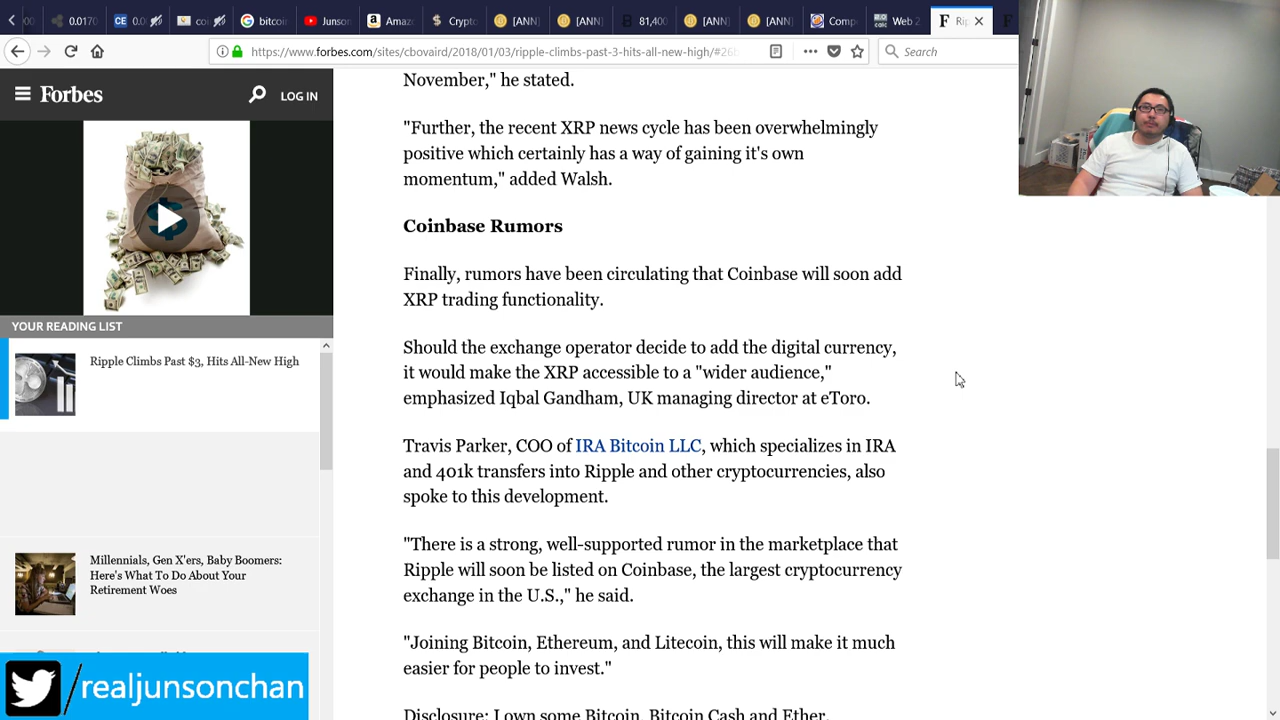 00
0.0170
CE
0.0
coi
bitcoi
Junson
Amaz
$
Crypto
[ANN]
[ANN]
81,400
[ANN]
[ANN]
Comp
Web 2
F
Rip
F
https://www.forbes.com/sites/cbovaird/2018/01/03/ripple-climbs-past-3-hits-all-new-high/#26b
Search
Forbes
LOG IN
YOUR READING LIST
Ripple Climbs Past $3, Hits All-New High
Millennials, Gen X'ers, Baby Boomers:
Here's What To Do About Your
Retirement Woes
/realjunsonchan
November," he stated.
"Further, the recent XRP news cycle has been overwhelmingly
positive which certainly has a way of gaining it's own
momentum," added Walsh.
Coinbase Rumors
Finally, rumors have been circulating that Coinbase will soon add
XRP trading functionality.
Should the exchange operator decide to add the digital currency,
it would make the XRP accessible to a "wider audience,"
emphasized Iqbal Gandham, UK managing director at eToro.
Travis Parker, COO of IRA Bitcoin LLC, which specializes in IRA
and 401k transfers into Ripple and other cryptocurrencies, also
spoke to this development.
"There is a strong, well-supported rumor in the marketplace that
Ripple will soon be listed on Coinbase, the largest cryptocurrency
exchange in the U.S.," he said.
"Joining Bitcoin, Ethereum, and Litecoin, this will make it much
easier for people to invest."
Disclosure: I own some Bitcoin, Bitcoin Cash and Ether.